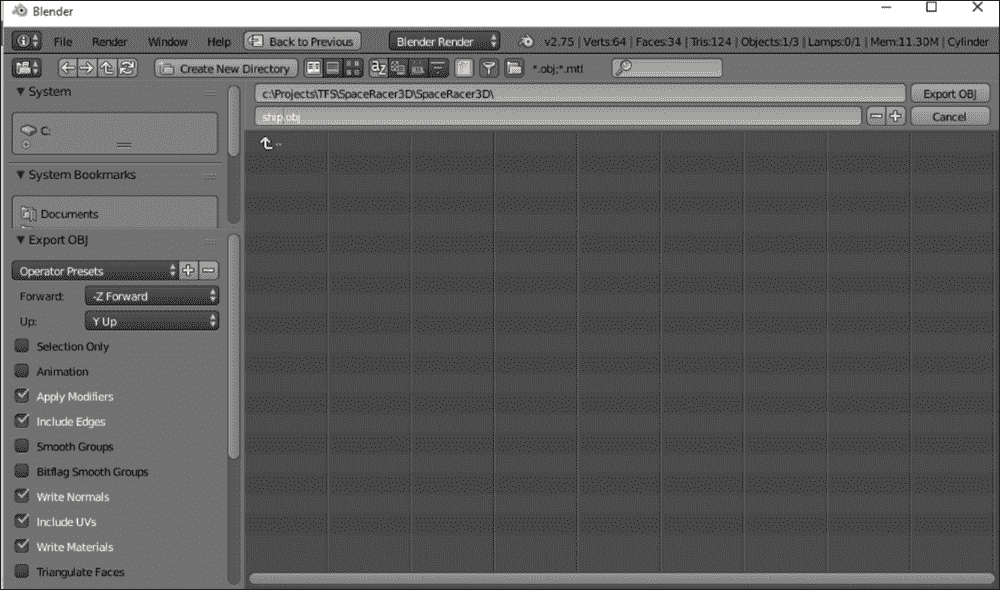 Blender
File Render Window Help Back to Previous Blender Render v2.75 | Verts:64 | Faces:34 | Tris:124 | Objects:1/3 | Lamps:0/1 | Mem:11.30M | Cylinder
Create New Directory *.obj;*.mtl
System
c:\Projects\TFS\SpaceRacer3D\SpaceRacer3D\ Export OBJ
ship.obj Cancel
C:
..
System Bookmarks
Documents
Export OBJ
Operator Presets
Forward: -Z Forward
Up: Y Up
Selection Only
Animation
Apply Modifiers
Include Edges
Smooth Groups
Bitflag Smooth Groups
Write Normals
Include UVs
Write Materials
Triangulate Faces